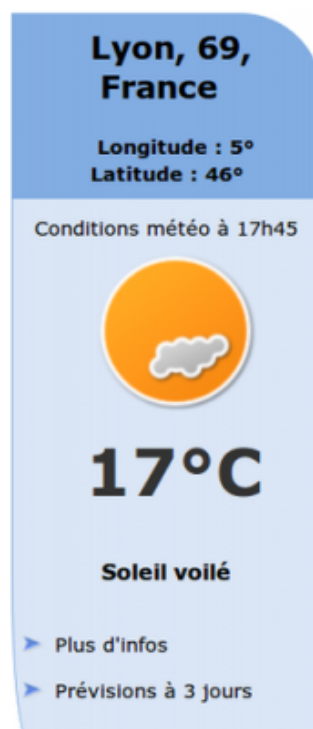 Lyon, 69,
France
Longitude : 5°
Latitude : 46°
Conditions météo à 17h45
17°C
Soleil voilé
Plus d'infos
Prévisions à 3 jours